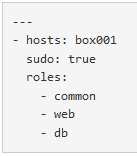 ---
- hosts: box001
  sudo: true
  roles:
    - common
    - web
    - db